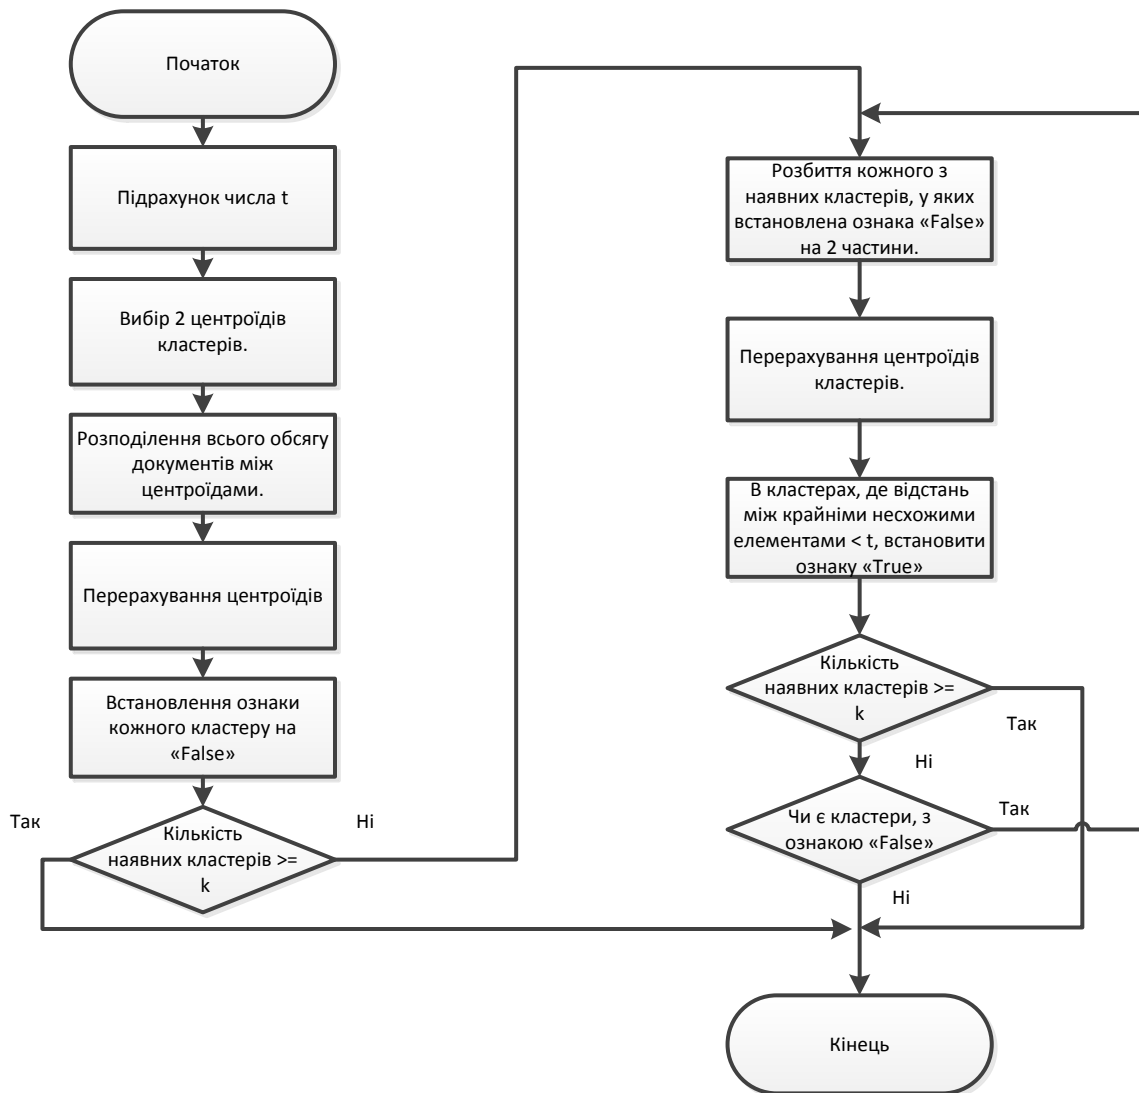 Початок
Підрахунок числа t
Вибір 2 центроїдів
кластерів.
Розподілення всього обсягу
документів між
центроїдами.
Перерахування центроїдів
Встановлення ознаки
кожного кластеру на
«False»
Так
Ні
Кількість
наявних кластерів >=
k
Розбиття кожного з
наявних кластерів, у яких
встановлена ознака «False»
на 2 частини.
Перерахування центроїдів
кластерів.
В кластерах, де відстань
між крайніми несхожими
елементами < t, встановити
ознаку «True»
Кількість
наявних кластерів >=
k
Так
Ні
Чи є кластери, з
ознакою «False»
Так
Ні
Кінець